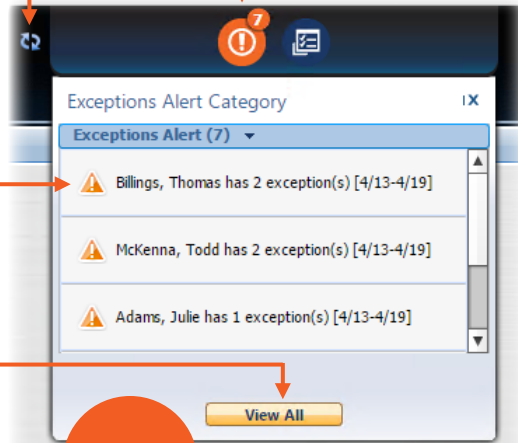 7
Exceptions Alert Category
X
Exceptions Alert (7)
Billings, Thomas has 2 exception(s) [4/13-4/19]
McKenna, Todd has 2 exception(s) [4/13-4/19]
Adams, Julie has 1 exception(s) [4/13-4/19]
View All